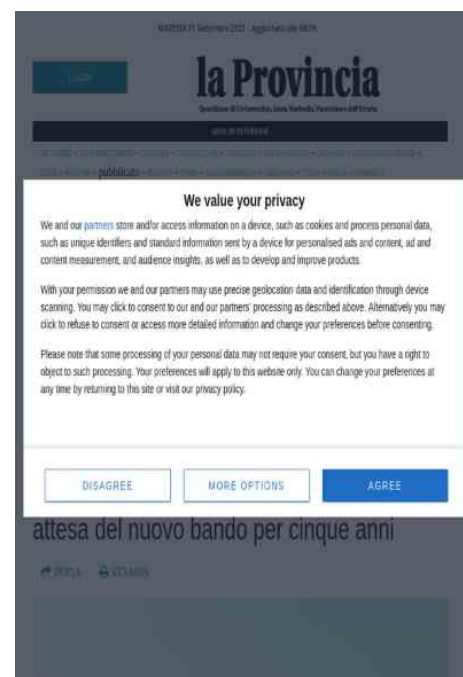 la Provincia
pubblicato
We value your privacy
We and our partners store and/or access information on a device, such as cookies and process personal data,
such as unique identifiers and standard information sent by a device for personalised ads and content, ad and
content measurement, and audience insights, as well as to develop and improve products.
With your permission we and our partners may use precise geolocation data and identification through device
scanning. You may click to consent to our and our partners' processing as described above. Alternatively you may
click to refuse to consent or access more detailed information and change your preferences before consenting.
Please note that some processing of your personal data may not require your consent, but you have a right to
object to such processing. Your preferences will apply to this website only. You can change your preferences at
any time by returning to this site or visit our privacy policy.
DISAGREE MORE OPTIONS AGREE
attesa del nuovo bando per cinque anni